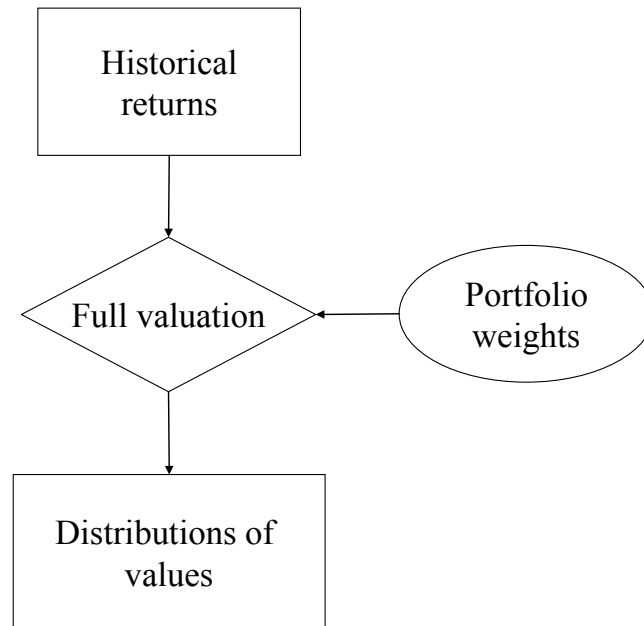 Historical
returns
Full valuation
Portfolio
weights
Distributions of
values